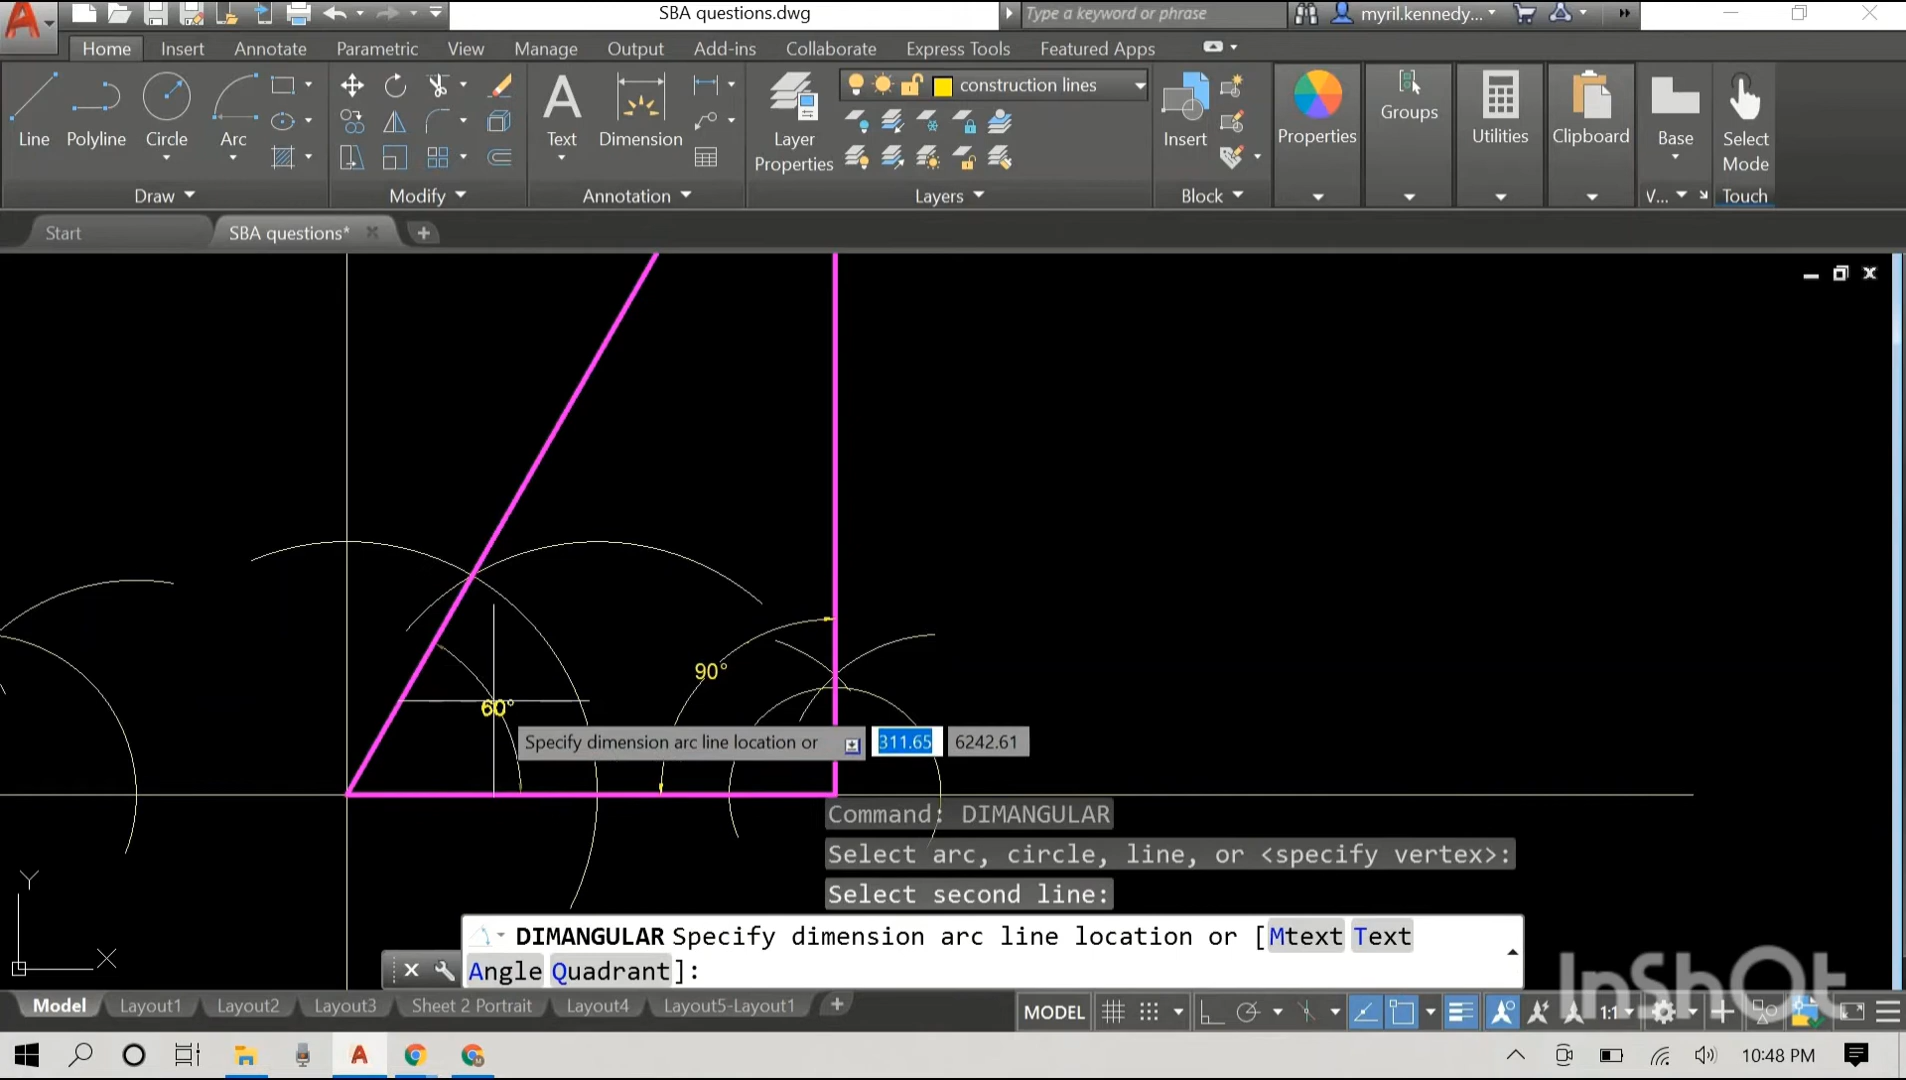 SBA questions.dwg
Type a keyword or phrase
myril.kennedy...
Home Insert Annotate Parametric View Manage Output Add-ins Collaborate Express Tools Featured Apps
construction lines
Line Polyline Circle Arc
Text Dimension
Layer Properties
Insert
Properties
Groups
Utilities
Clipboard
Base
Select Mode
Draw Modify Annotation Layers Block V... Touch
Start SBA questions*
90°
60°
Specify dimension arc line location or 311.65 6242.61
Command: DIMANGULAR
Select arc, circle, line, or <specify vertex>:
Select second line:
DIMANGULAR Specify dimension arc line location or [Mtext Text
Angle Quadrant]:
Y
X
InShOt
Model Layout1 Layout2 Layout3 Sheet 2 Portrait Layout4 Layout5-Layout1
MODEL 1:1
10:48 PM